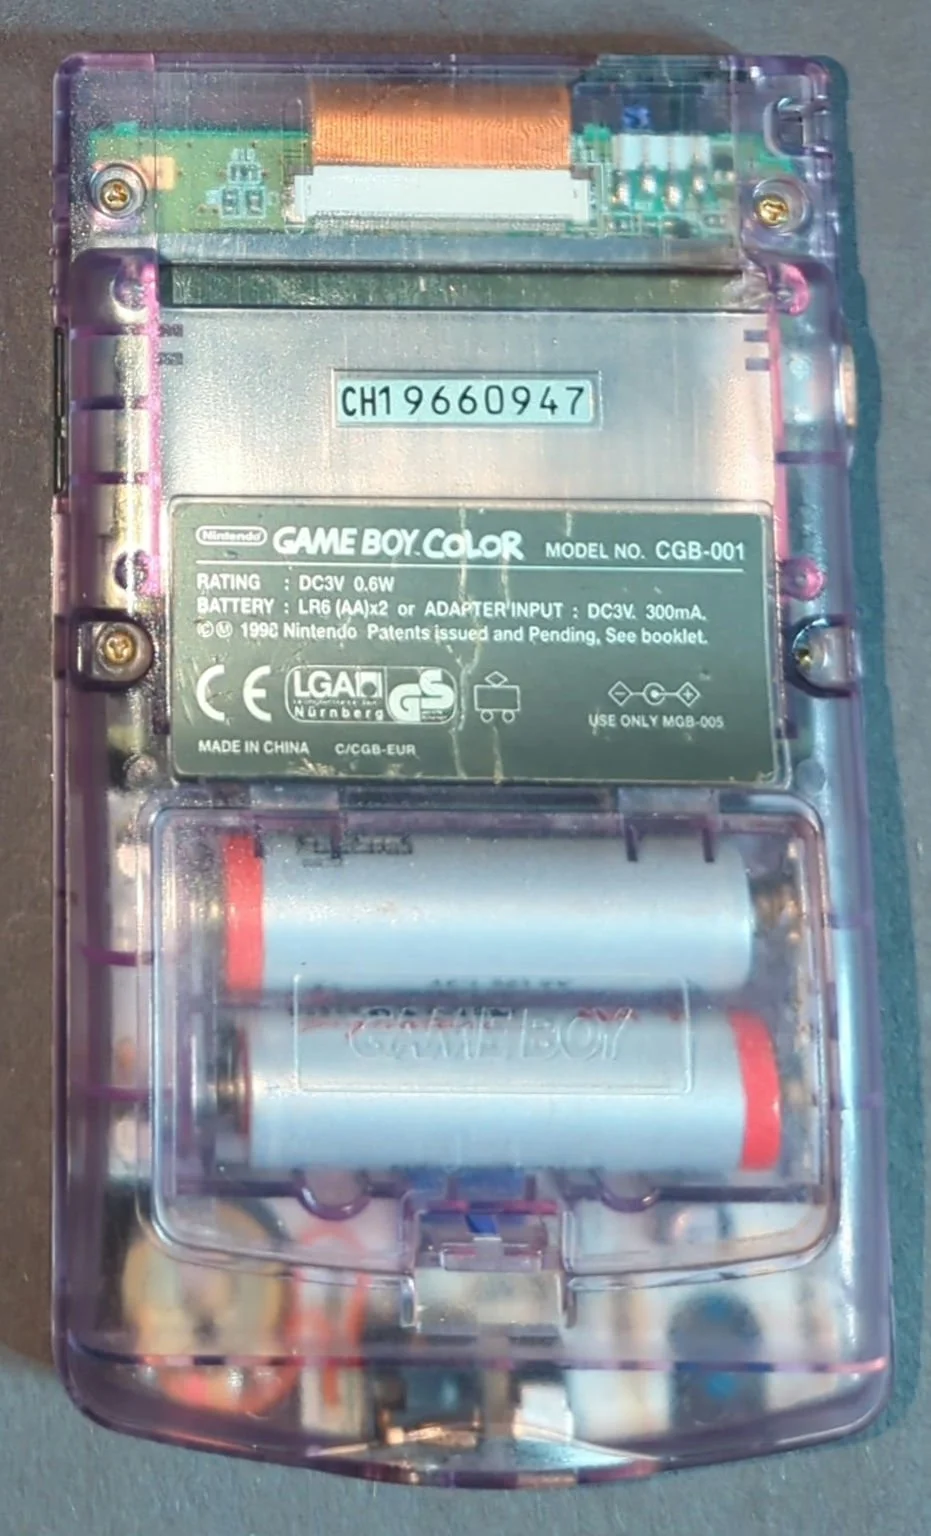 CH19660947
Nintendo GAME BOY COLOR MODEL NO. CGB-001
RATING : DC3V 0.6W
BATTERY : LR6 (AA)x2 or ADAPTER INPUT : DC3V. 300mA.
©Ⓜ 1998 Nintendo Patents issued and Pending, See booklet.
CE LGA GS
Nürnberg
USE ONLY MGB-005
MADE IN CHINA C/CGB-EUR
GAME BOY